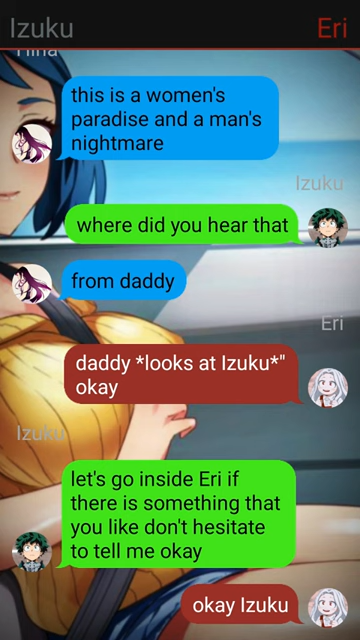 Izuku Eri
Hina
this is a women's
paradise and a man's
nightmare
Izuku
where did you hear that
from daddy
Eri
daddy *looks at Izuku*"
okay
Izuku
let's go inside Eri if
there is something that
you like don't hesitate
to tell me okay
okay Izuku